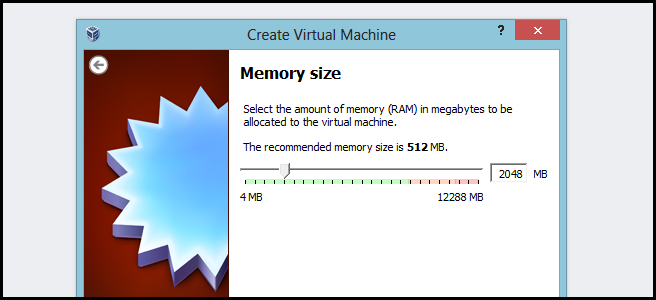 Create Virtual Machine
?
Memory size
Select the amount of memory (RAM) in megabytes to be
allocated to the virtual machine.
The recommended memory size is 512 MB.
2048 MB
4 MB 12288 MB